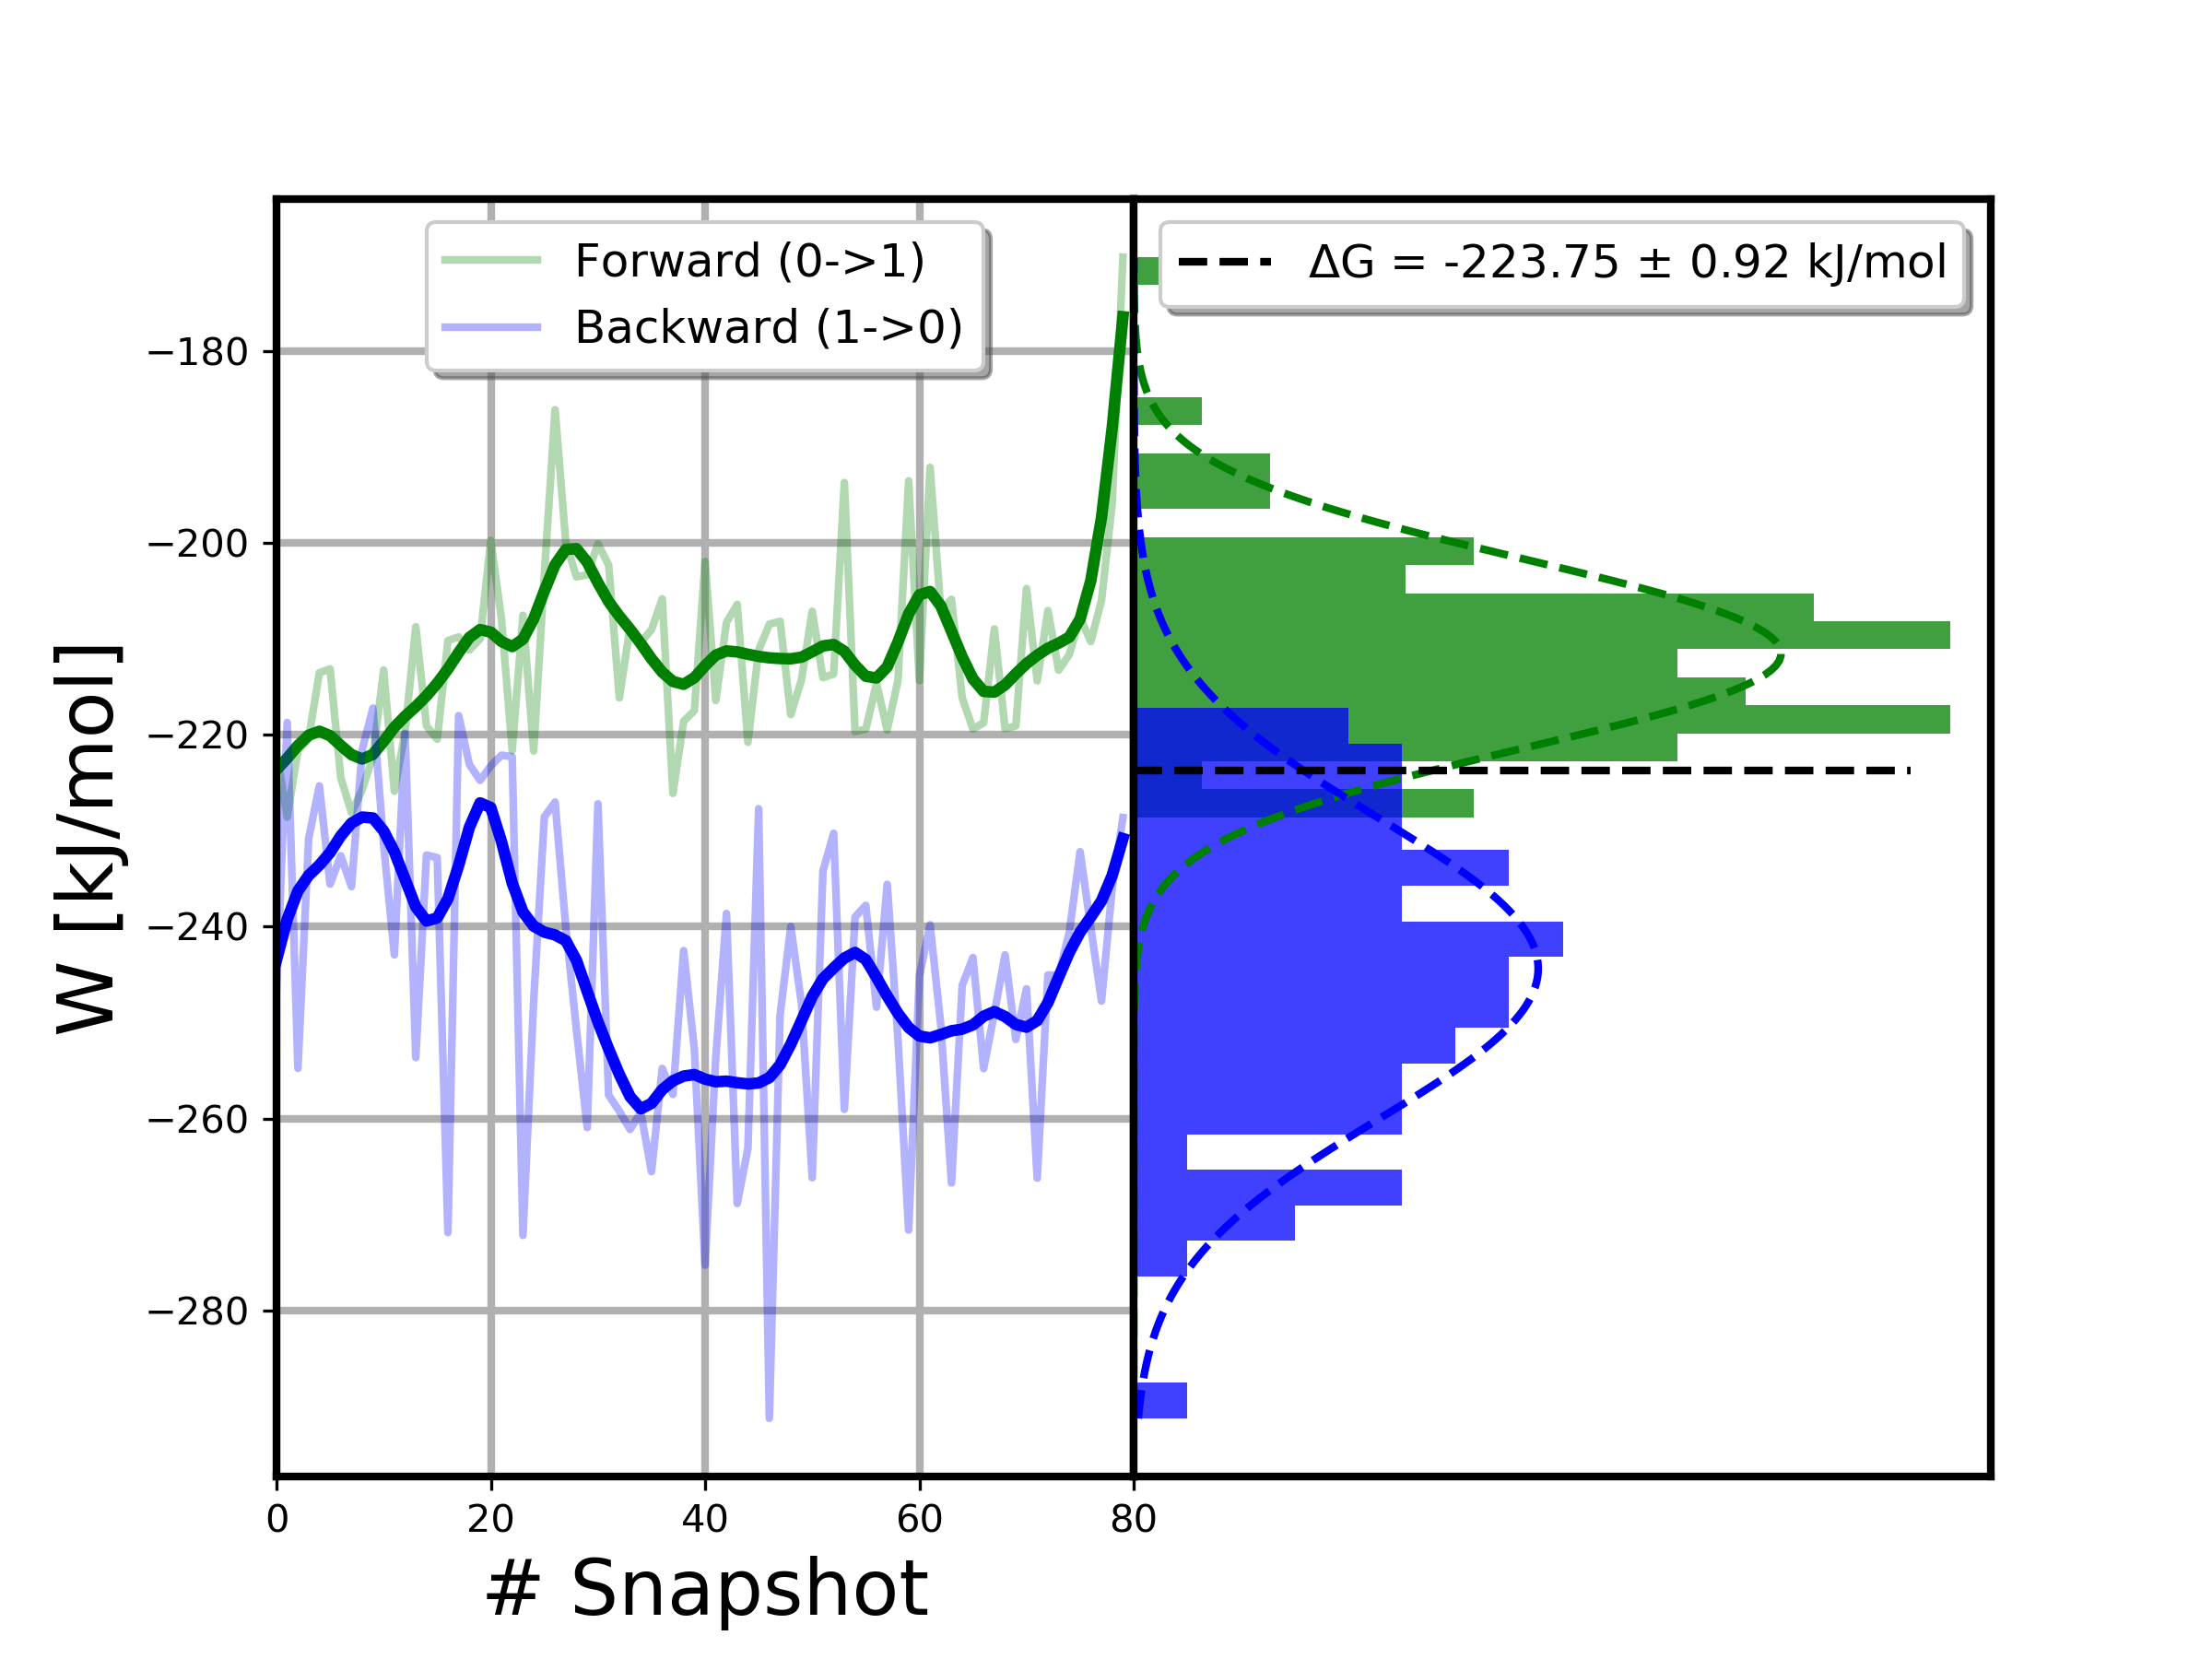 Forward (0->1)
Backward (1->0)
ΔG = -223.75 ± 0.92 kJ/mol
W [kJ/mol]
−180
−200
−220
−240
−260
−280
0 20 40 60 80
# Snapshot